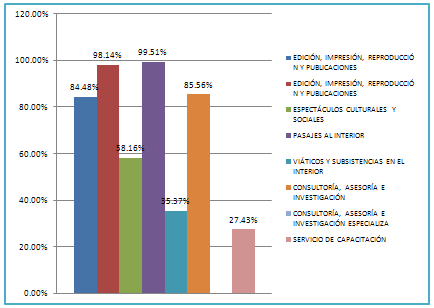 120.00%
100.00%
80.00%
60.00%
40.00%
20.00%
0.00%
84.48%
98.14%
58.16%
99.51%
35.37%
85.56%
27.43%
EDICIÓN, IMPRESIÓN, REPRODUCCIÓ
N Y PUBLICACIONES
EDICIÓN, IMPRESIÓN, REPRODUCCIÓ
N Y PUBLICACIONES
ESPECTÁCULOS CULTURALES Y
SOCIALES
PASAJES AL INTERIOR
VIÁTICOS Y SUBSISTENCIAS EN EL
INTERIOR
CONSULTORÍA, ASESORÍA E
INVESTIGACIÓN
CONSULTORÍA, ASESORÍA E
INVESTIGACIÓN ESPECIALIZA
SERVICIO DE CAPACITACIÓN